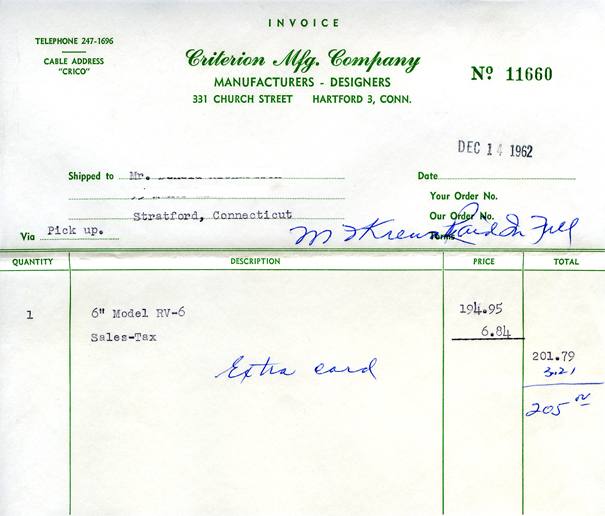 INVOICE
TELEPHONE 247-1696
CABLE ADDRESS
"CRICO"
Criterion Mfg. Company
MANUFACTURERS - DESIGNERS
331 CHURCH STREET HARTFORD 3, CONN.
No 11660
DEC 14 1962
Shipped to Mr.
Date
Your Order No.
Stratford, Connecticut
Our Order No.
Via Pick up.
Terms
Paid In Full
QUANTITY DESCRIPTION PRICE TOTAL
1 6" Model RV-6 194.95
Sales-Tax 6.84
201.79
Extra card 3.21
205